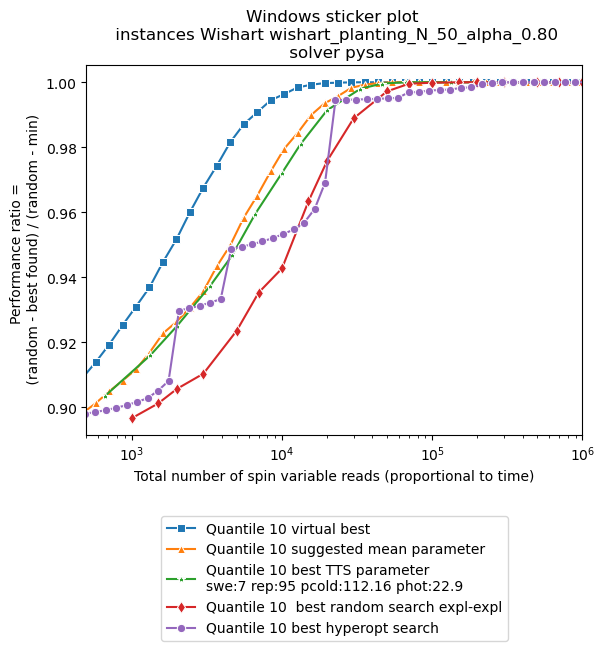 Windows sticker plot
instances Wishart wishart_planting_N_50_alpha_0.80
solver pysa
Performance ratio =
(random - best found) / (random - min)
1.00
0.98
0.96
0.94
0.92
0.90
10³
10⁴
10⁵
10⁶
Total number of spin variable reads (proportional to time)
Quantile 10 virtual best
Quantile 10 suggested mean parameter
Quantile 10 best TTS parameter
swe:7 rep:95 pcold:112.16 phot:22.9
Quantile 10  best random search expl-expl
Quantile 10 best hyperopt search